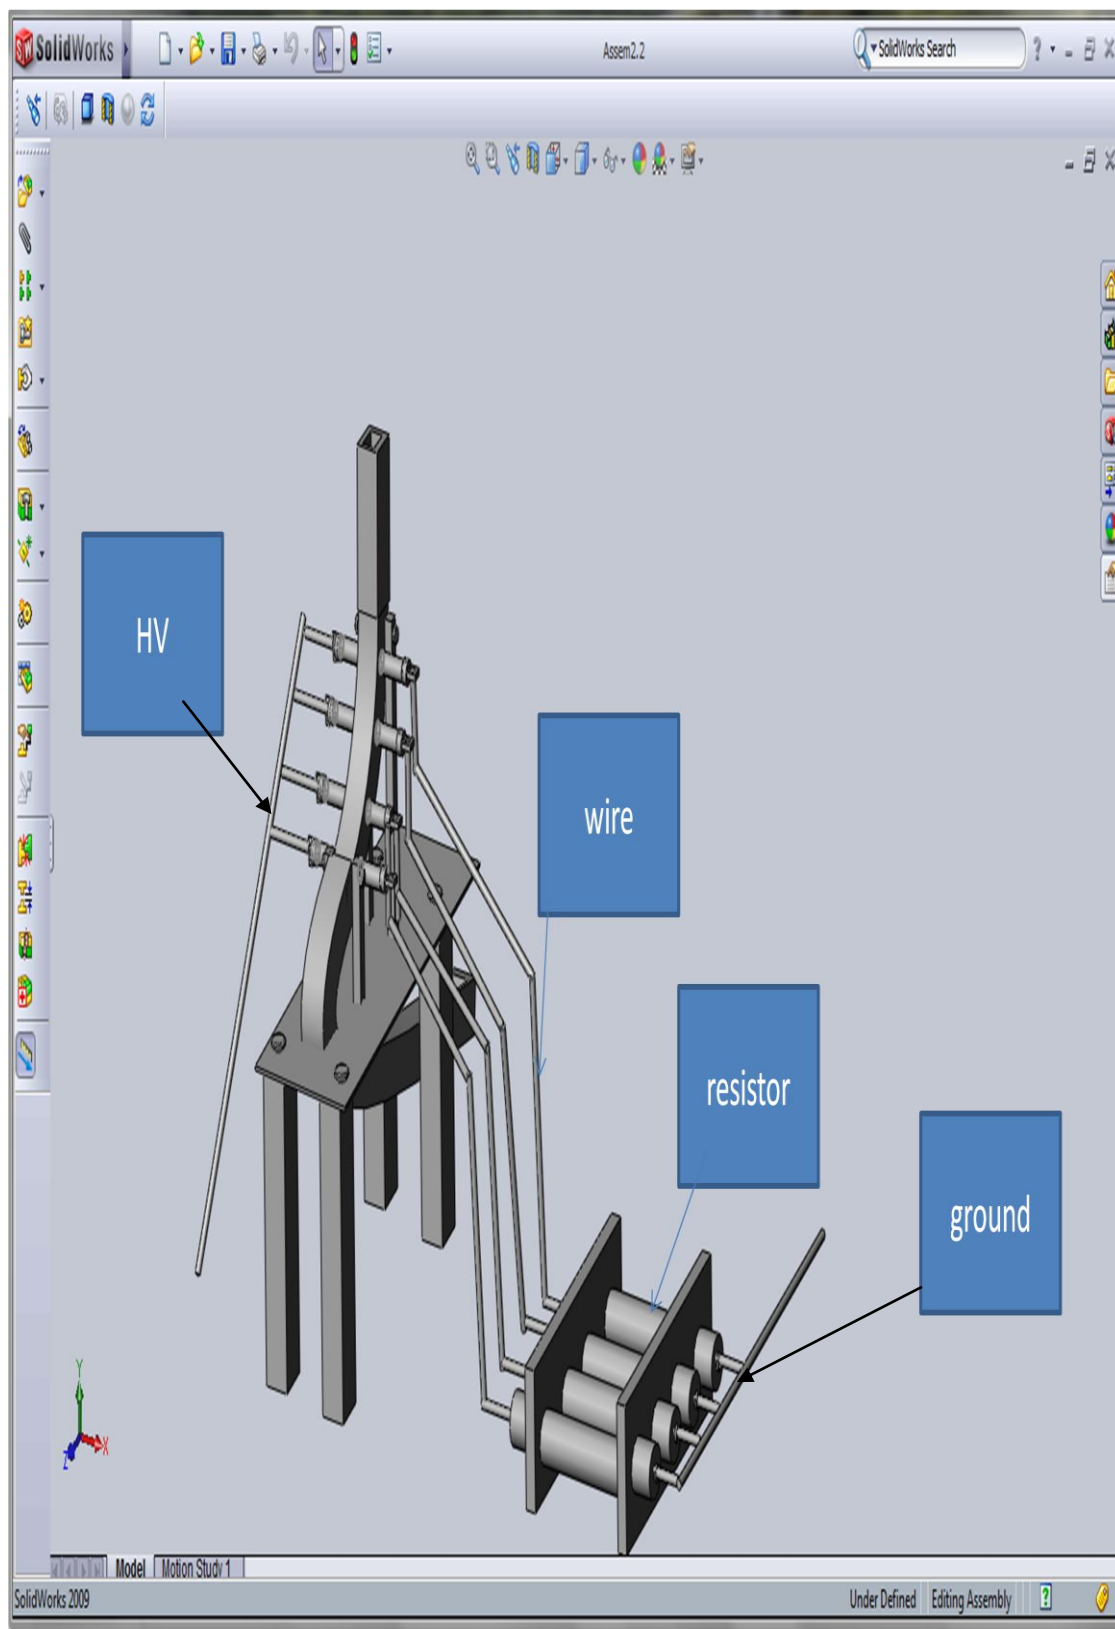 SolidWorks
Assem2.2
SolidWorks Search
HV
wire
resistor
ground
Y
X
Z
Model
Motion Study 1
SolidWorks 2009
Under Defined
Editing Assembly